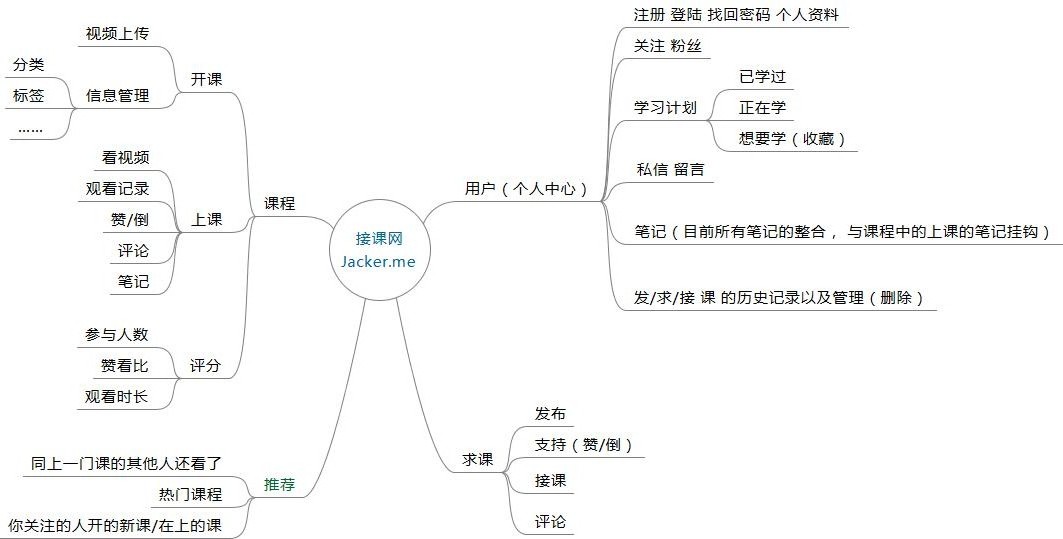 接课网
Jacker.me
课程
开课
视频上传
信息管理
分类
标签
......
上课
看视频
观看记录
赞/倒
评论
笔记
评分
参与人数
赞看比
观看时长
推荐
同上一门课的其他人还看了
热门课程
你关注的人开的新课/在上的课
用户（个人中心）
注册 登陆 找回密码 个人资料
关注 粉丝
学习计划
已学过
正在学
想要学（收藏）
私信 留言
笔记（目前所有笔记的整合，与课程中的上课的笔记挂钩）
发/求/接 课 的历史记录以及管理（删除）
求课
发布
支持（赞/倒）
接课
评论